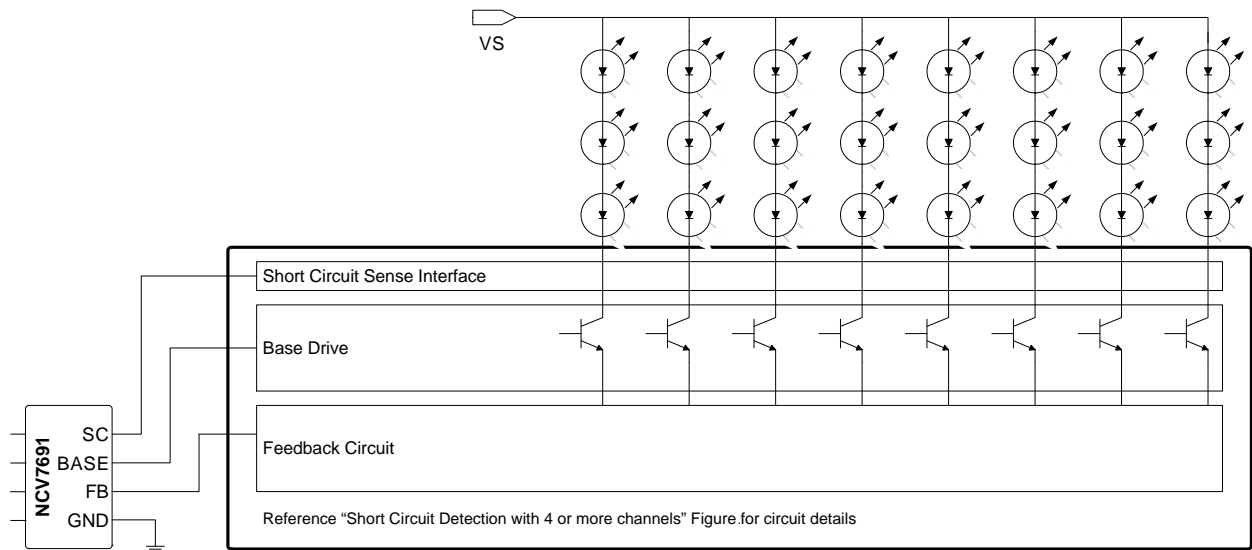 VS
Short Circuit Sense Interface
Base Drive
Feedback Circuit
NCV7691
SC
BASE
FB
GND
Reference “Short Circuit Detection with 4 or more channels” Figure.for circuit details